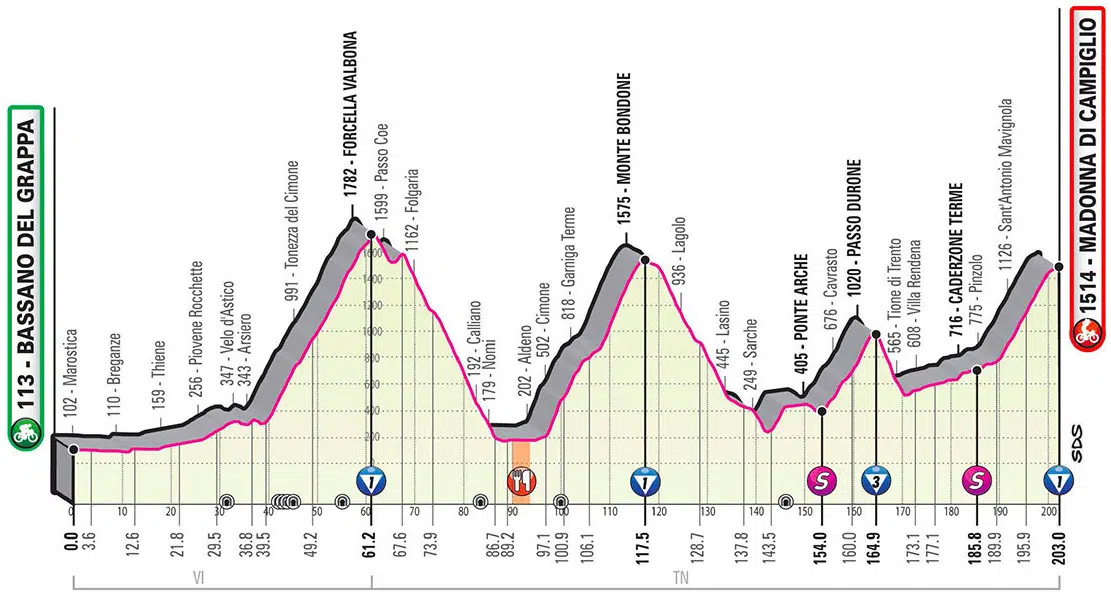 113 - BASSANO DEL GRAPPA
102 - Marostica
110 - Breganze
159 - Thiene
256 - Piovene Rocchette
347 - Velo d'Astico
343 - Arsiero
991 - Tonezza del Cimone
1782 - FORCELLA VALBONA
1599 - Passo Coe
1162 - Folgaria
192 - Calliano
179 - Nomi
202 - Aldeno
502 - Cimone
818 - Garniga Terme
1575 - MONTE BONDONE
936 - Lagolo
445 - Lasino
249 - Sarche
405 - PONTE ARCHE
676 - Cavrasto
1020 - PASSO DURONE
565 - Tione di Trento
608 - Villa Rendena
716 - CADERZONE TERME
775 - Pinzolo
1126 - Sant'Antonio Mavignola
1514 - MADONNA DI CAMPIGLIO
1600
1400
1200
1000
800
600
400
200
0
1
1
S
3
S
1
SDS
0 10 20 30 40 50 60 70 80 90 100 110 120 130 140 150 150 170 180 190 200
0.0 3.6 12.6 21.8 29.5 36.8 39.5 49.2 61.2 67.6 73.9 86.7 89.2 97.1 100.9 106.1 117.5 128.7 137.8 143.5 154.0 160.0 164.9 173.1 177.1 185.8 189.9 195.9 203.0
VI TN